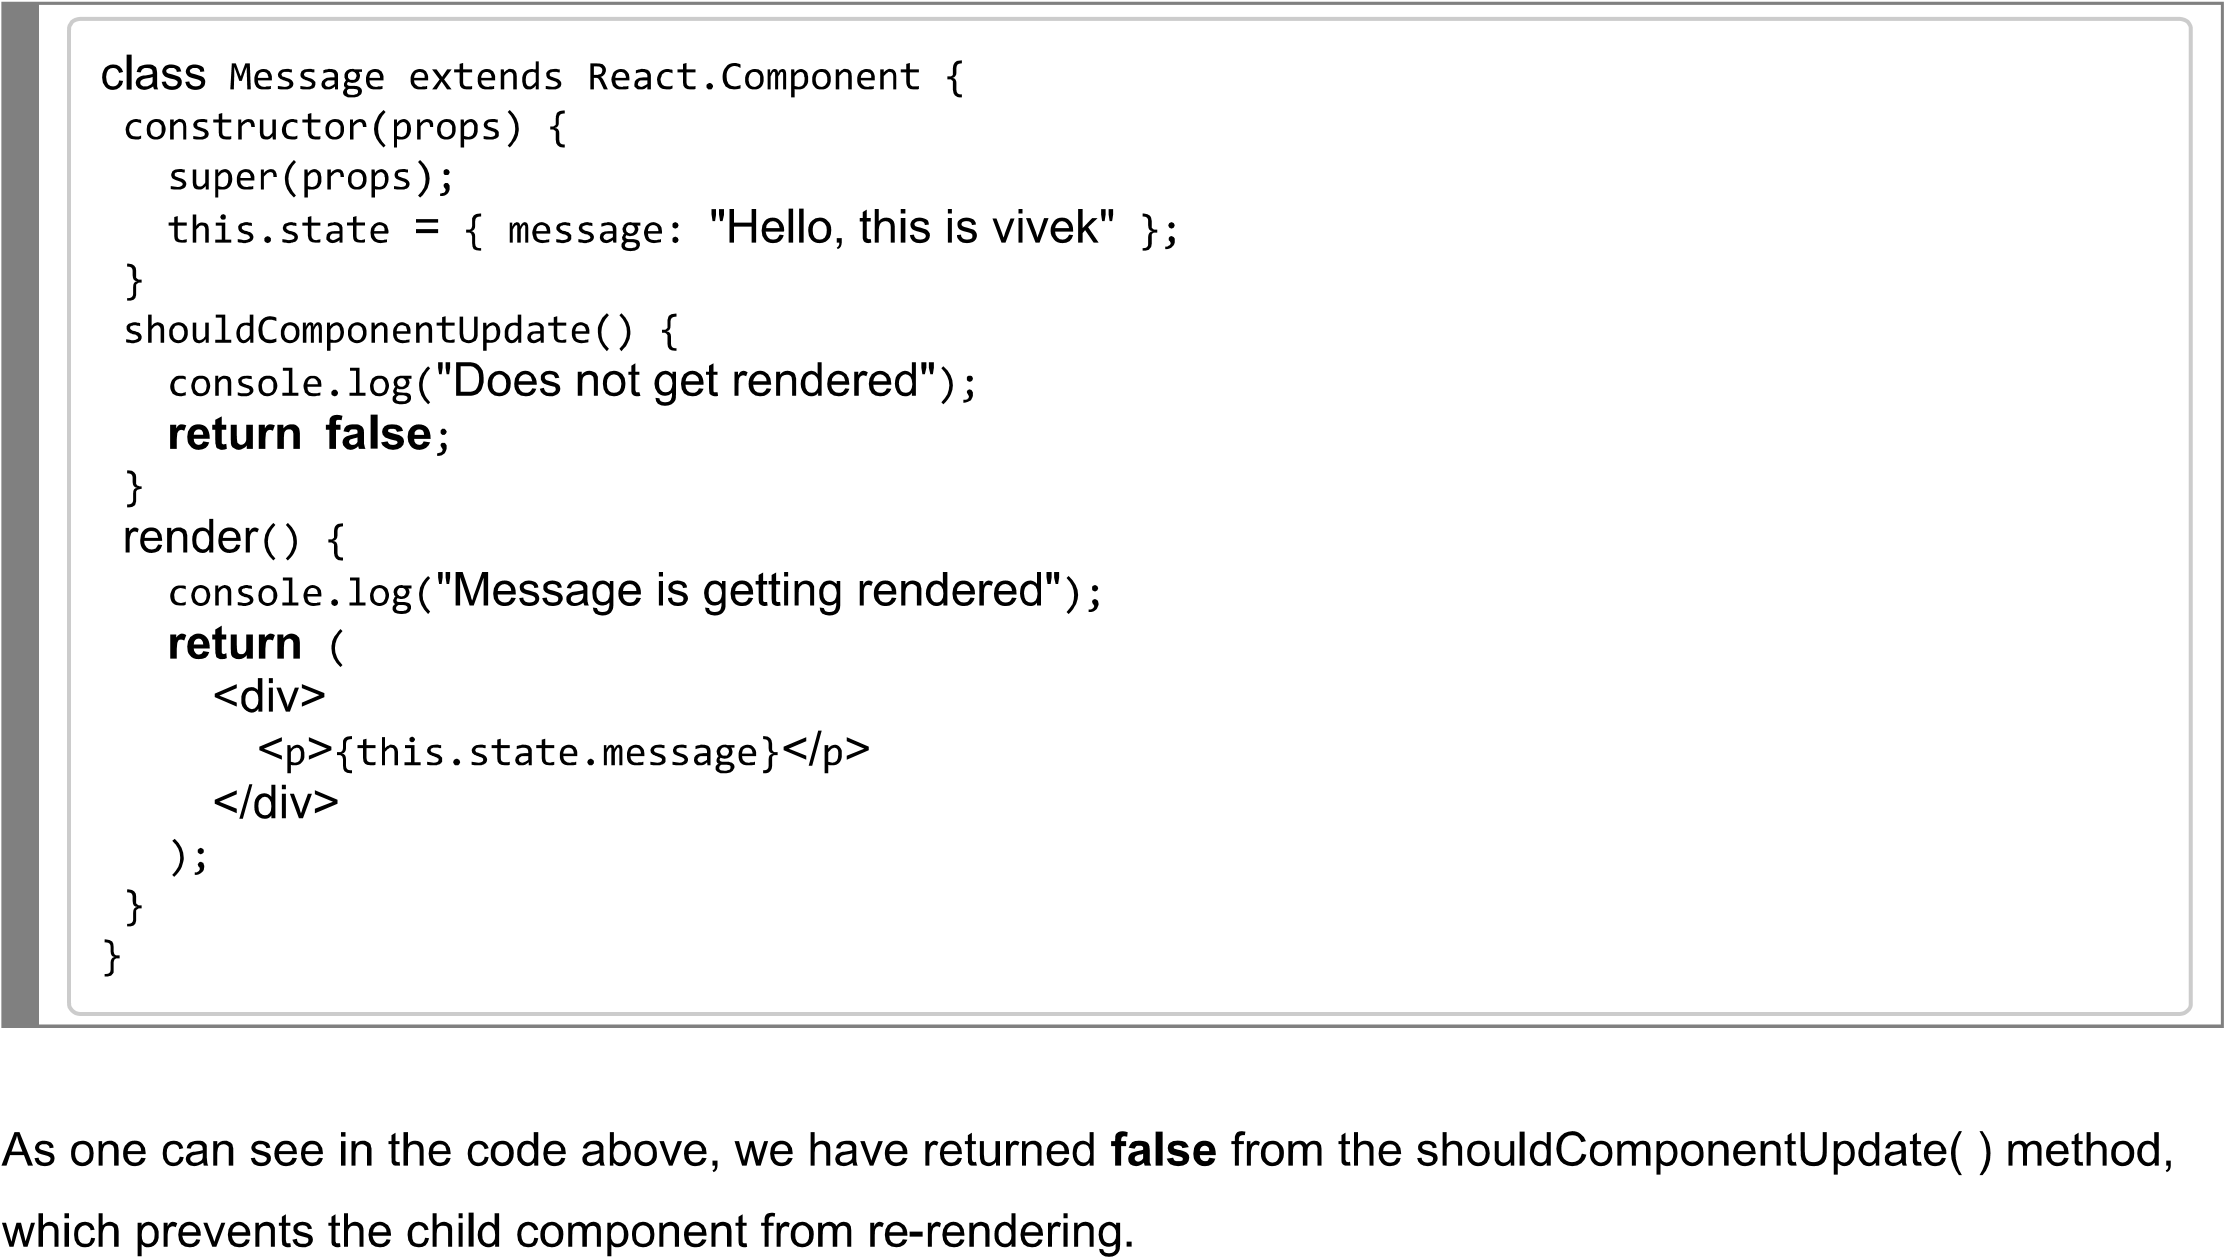 class Message extends React.Component {
constructor(props) {
super(props);
this.state = { message: "Hello, this is vivek" };
}
shouldComponentUpdate() {
console.log("Does not get rendered");
return false;
}
render() {
console.log("Message is getting rendered");
return (
<div>
<p>{this.state.message}</p>
</div>
);
}
}
As one can see in the code above, we have returned false from the shouldComponentUpdate( ) method,
which prevents the child component from re-rendering.